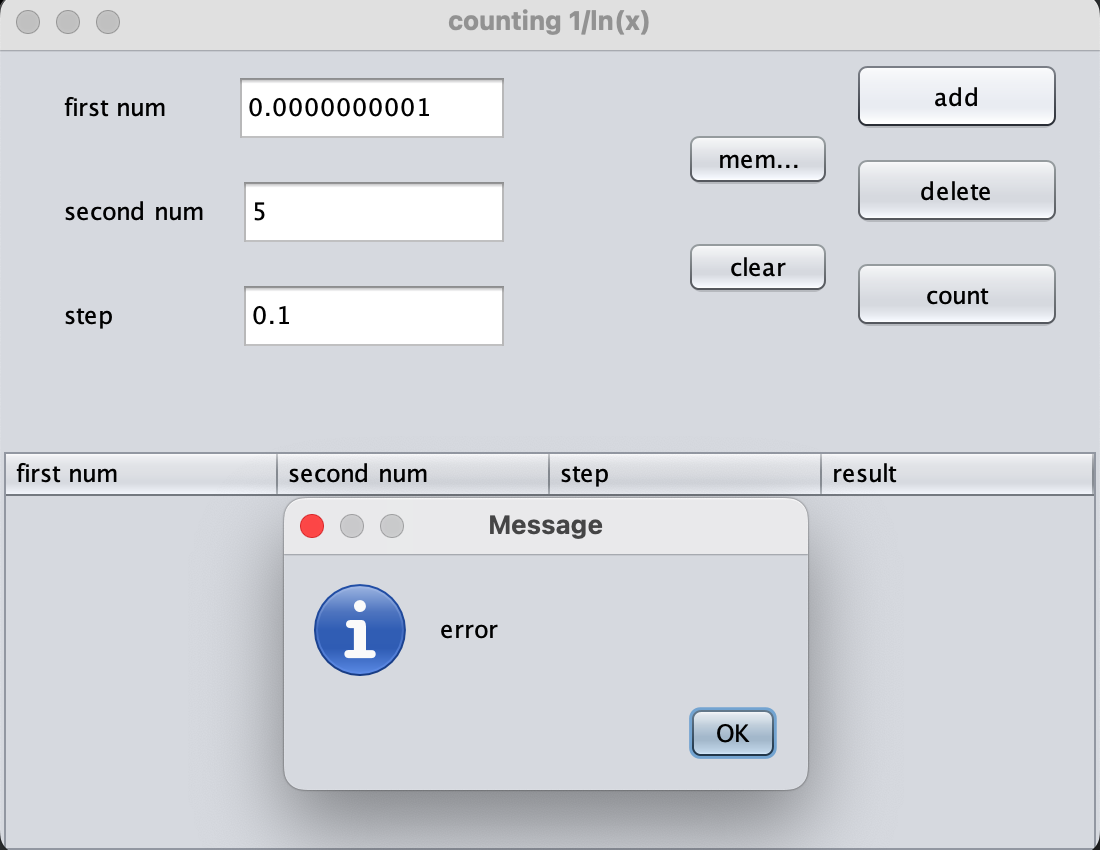 counting 1/ln(x)
first num
0.0000000001
add
mem...
second num
5
delete
clear
step
0.1
count
first num
second num
step
result
Message
error
OK